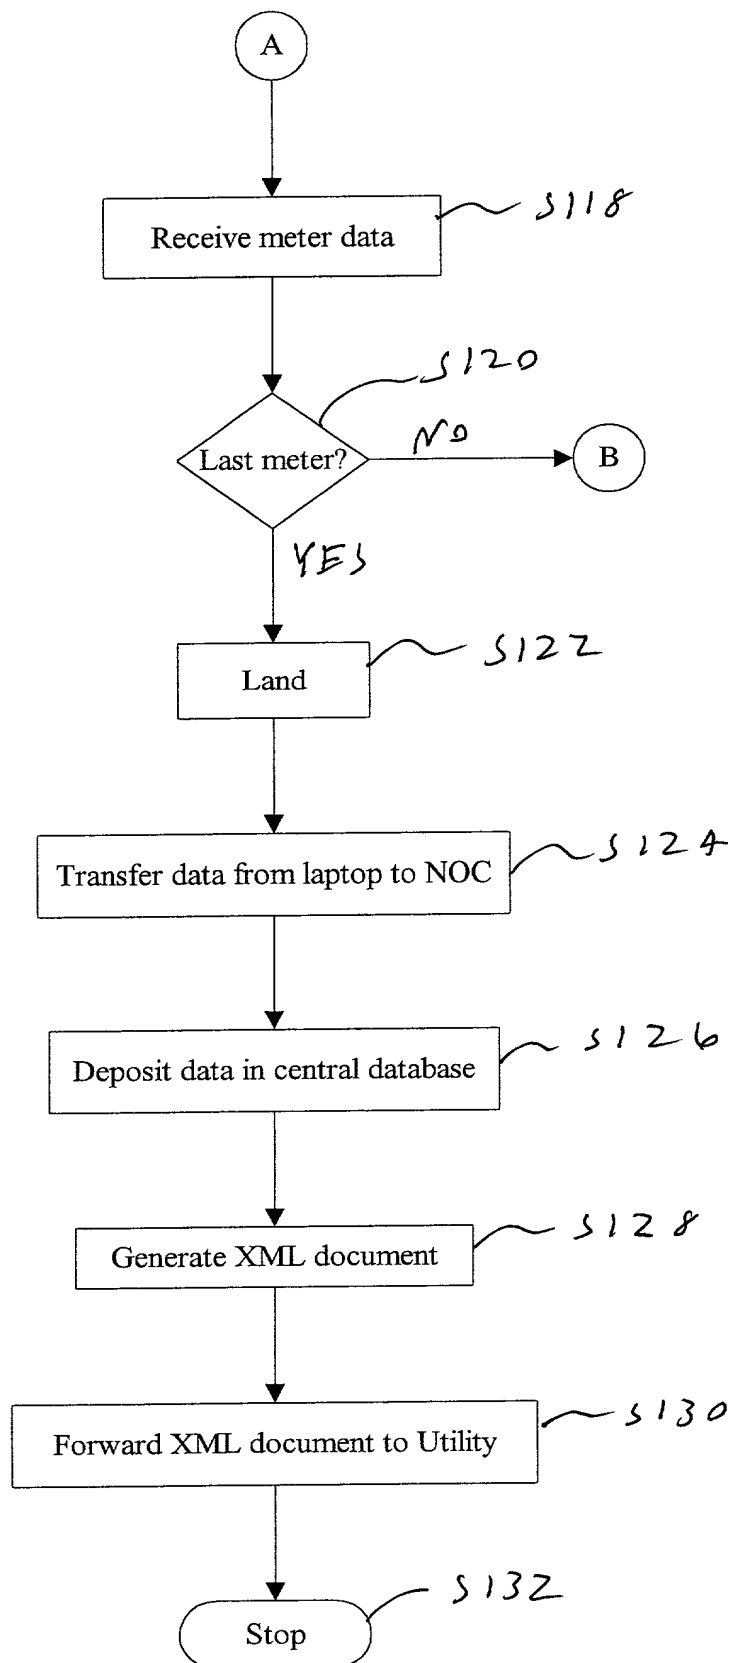 A
Receive meter data
S118
S120
Last meter?
NO
B
YES
Land
S122
Transfer data from laptop to NOC
S124
Deposit data in central database
S126
Generate XML document
S128
Forward XML document to Utility
S130
Stop
S132